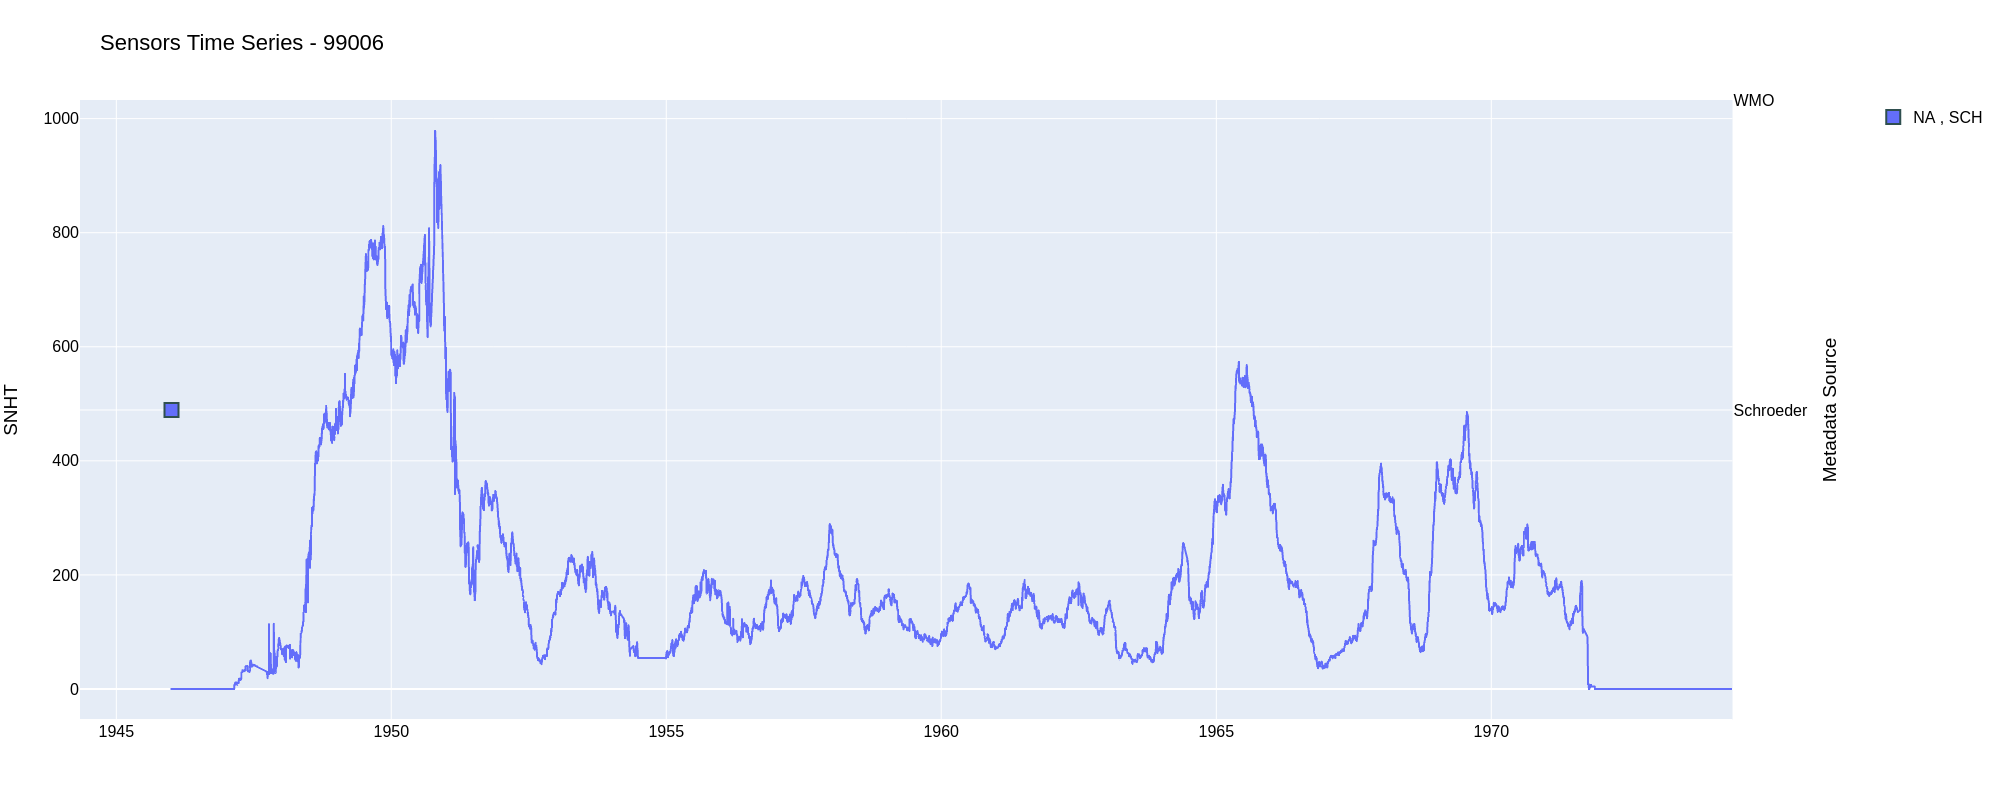 Sensors Time Series - 99006
WMO
NA , SCH
1000
800
600
400
200
0
SNHT
Schroeder
Metadata Source
1945
1950
1955
1960
1965
1970